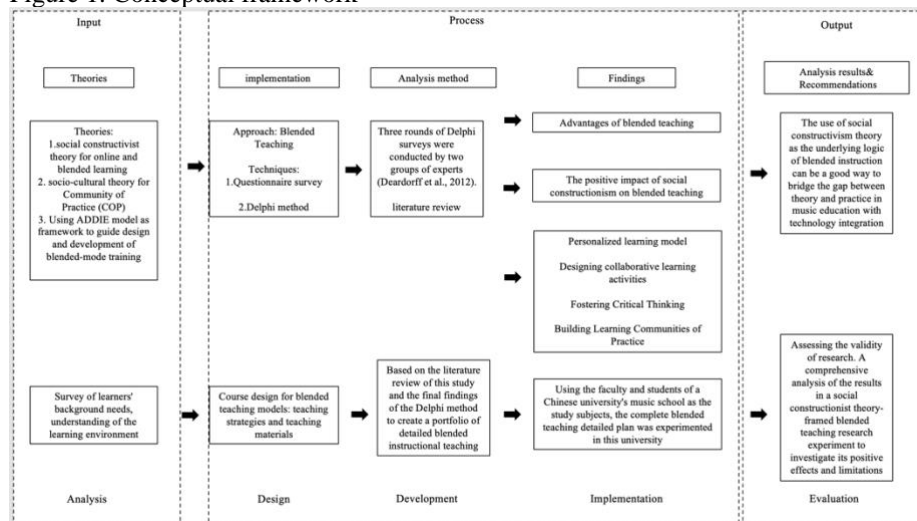 Figure 1. Conceptual framework
Input
Process
Output
Theories
implementation
Analysis method
Findings
Analysis results&
Recommendations
Theories:
1.social constructivist
theory for online and
blended learning
2. socio-cultural theory for
Community of
Practice (COP)
3. Using ADDIE model as
framework to guide design
and development of
blended-mode training
Approach: Blended
Teaching
Techniques:
1.Questionnaire survey
2.Delphi method
Three rounds of Delphi
surveys were
conducted by two
groups of experts
(Deardorff et al., 2012).
literature review
Advantages of blended teaching
The positive impact of social
constructionism on blended teaching
Personalized learning model
Designing collaborative learning
activities
Fostering Critical Thinking
Building Learning Communities of
Practice
The use of social
constructivism theory
as the underlying logic
of blended instruction
can be a good way to
bridge the gap between
theory and practice in
music education with
technology integration
Survey of learners'
background needs,
understanding of the
learning environment
Course design for blended
teaching models: teaching
strategies and teaching
materials
Based on the literature
review of this study and
the final findings
of the Delphi method
to create a portfolio of
detailed blended
instructional teaching
Using the faculty and students of a
Chinese university's music school as the
study subjects, the complete blended
teaching detailed plan was experimented
in this university
Assessing the validity
of research. A
comprehensive
analysis of the results
in a social
constructionist theory-
framed blended
teaching research
experiment to
investigate its positive
effects and limitations
Analysis
Design
Development
Implementation
Evaluation